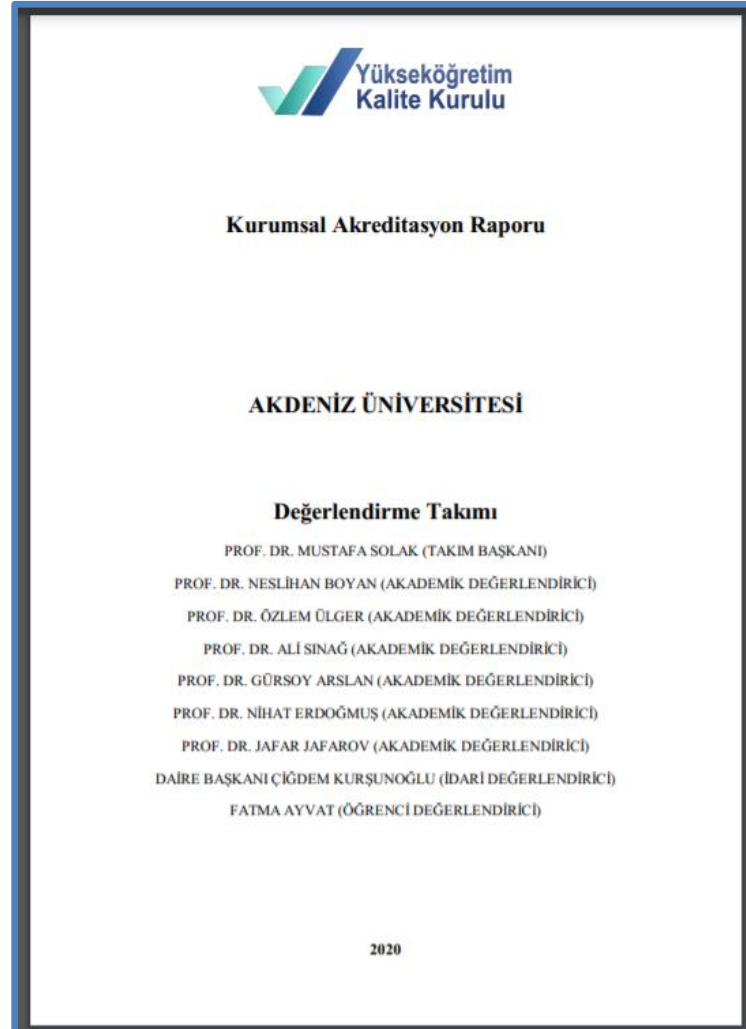 Yükseköğretim
Kalite Kurulu
Kurumsal Akreditasyon Raporu
AKDENİZ ÜNİVERSİTESİ
Değerlendirme Takımı
PROF. DR. MUSTAFA SOLAK (TAKIM BAŞKANI)
PROF. DR. NESLİHAN BOYAN (AKADEMİK DEĞERLENDİRİCİ)
PROF. DR. ÖZLEM ÜLGER (AKADEMİK DEĞERLENDİRİCİ)
PROF. DR. ALİ SINAĞ (AKADEMİK DEĞERLENDİRİCİ)
PROF. DR. GÜRSOY ARSLAN (AKADEMİK DEĞERLENDİRİCİ)
PROF. DR. NİHAT ERDOĞMUŞ (AKADEMİK DEĞERLENDİRİCİ)
PROF. DR. JAFAR JAFAROV (AKADEMİK DEĞERLENDİRİCİ)
DAİRE BAŞKANI ÇİĞDEM KURŞUNOĞLU (İDARİ DEĞERLENDİRİCİ)
FATMA AYVAT (ÖĞRENCİ DEĞERLENDİRİCİ)
2020